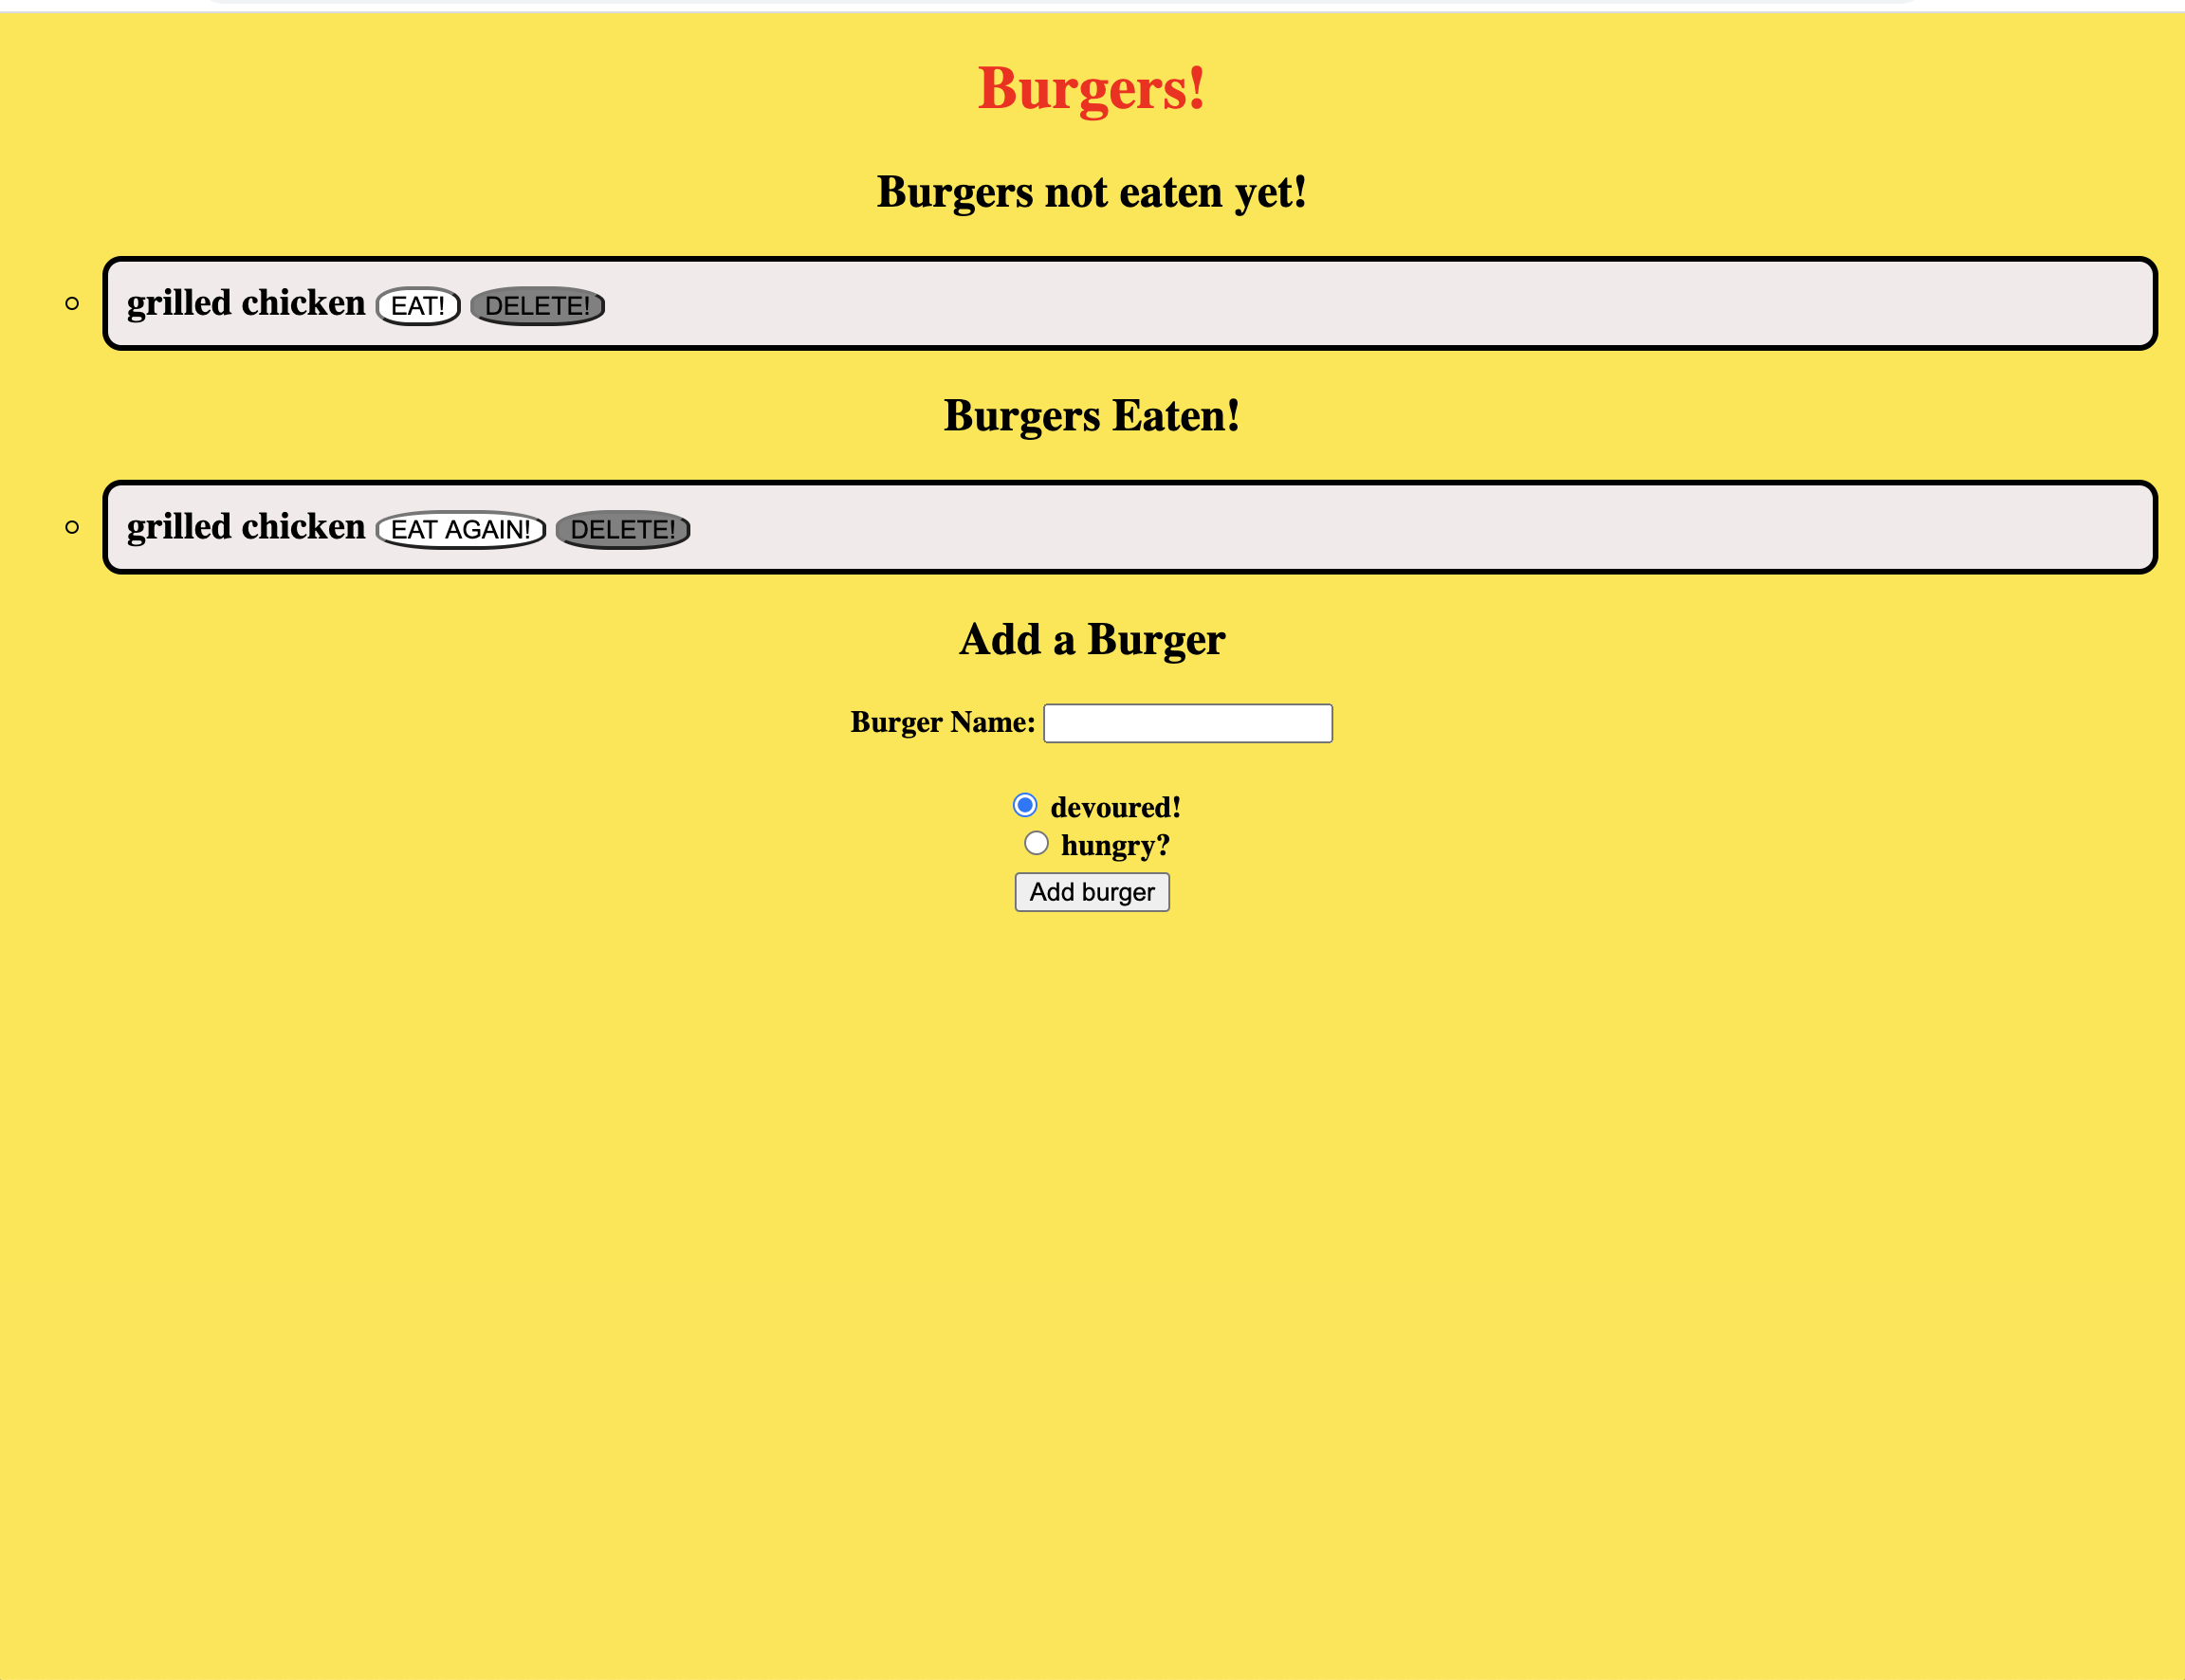 Burgers!
Burgers not eaten yet!
grilled chicken EAT! DELETE!
Burgers Eaten!
grilled chicken EAT AGAIN! DELETE!
Add a Burger
Burger Name:
devoured!
hungry?
Add burger